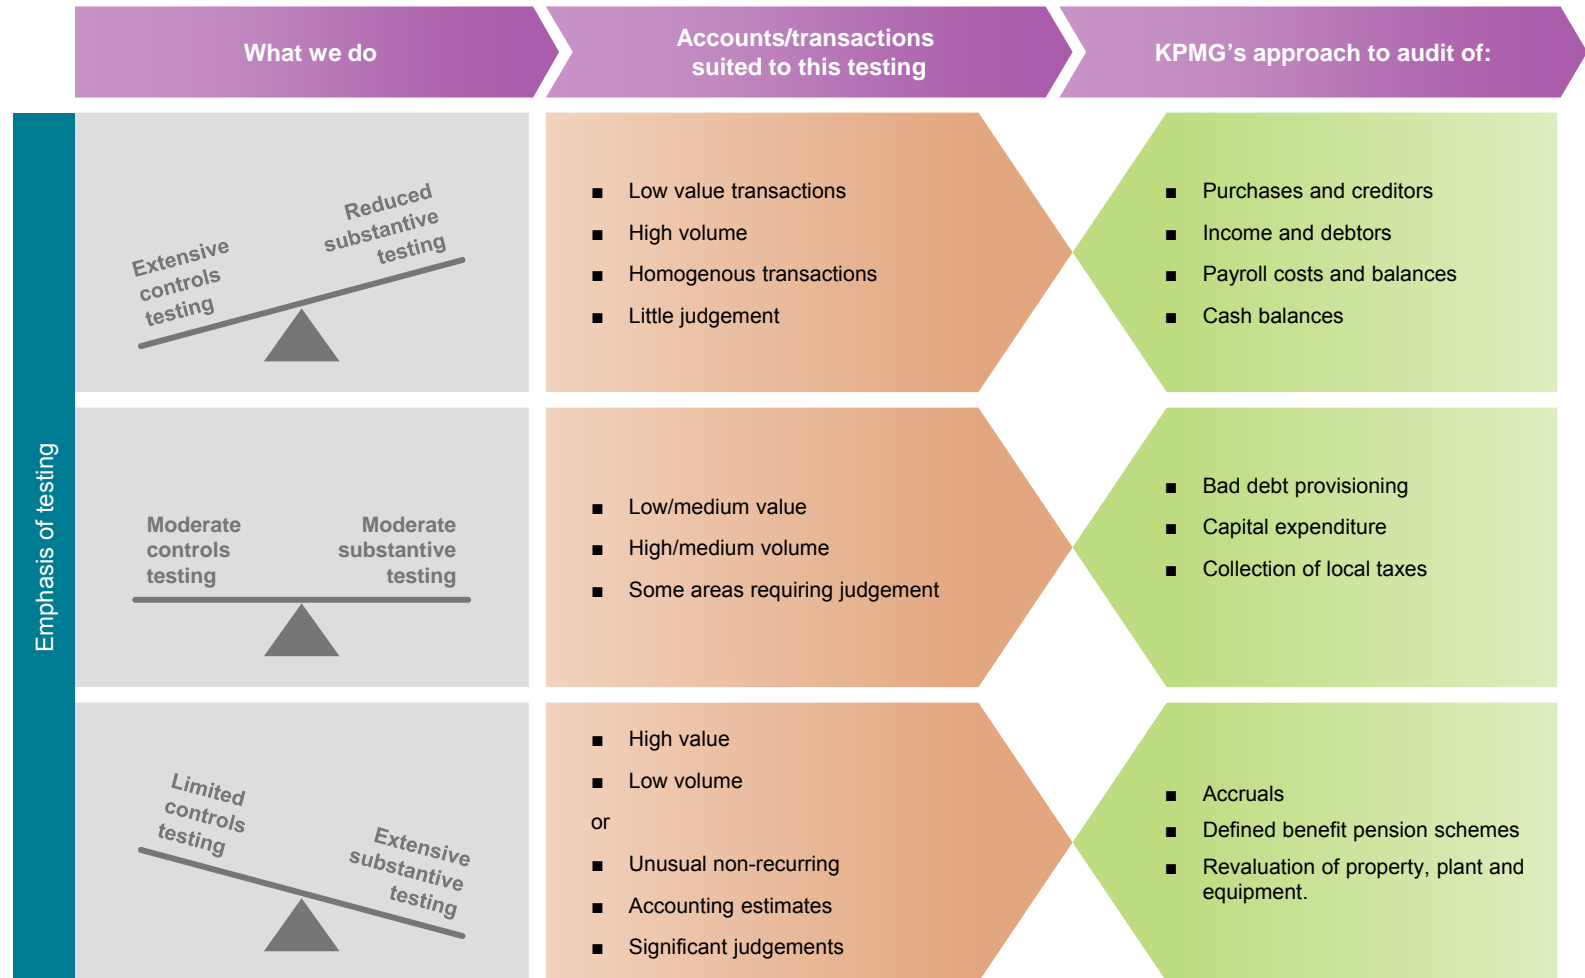 What we do
Accounts/transactions
suited to this testing
KPMG's approach to audit of:
Emphasis of testing
Extensive
controls
testing
Reduced
substantive
testing
■ Low value transactions
■ High volume
■ Homogenous transactions
■ Little judgement
■ Purchases and creditors
■ Income and debtors
■ Payroll costs and balances
■ Cash balances
Moderate
controls
testing
Moderate
substantive
testing
■ Low/medium value
■ High/medium volume
■ Some areas requiring judgement
■ Bad debt provisioning
■ Capital expenditure
■ Collection of local taxes
Limited
controls
testing
Extensive
substantive
testing
■ High value
■ Low volume
or
■ Unusual non-recurring
■ Accounting estimates
■ Significant judgements
■ Accruals
■ Defined benefit pension schemes
■ Revaluation of property, plant and
equipment.